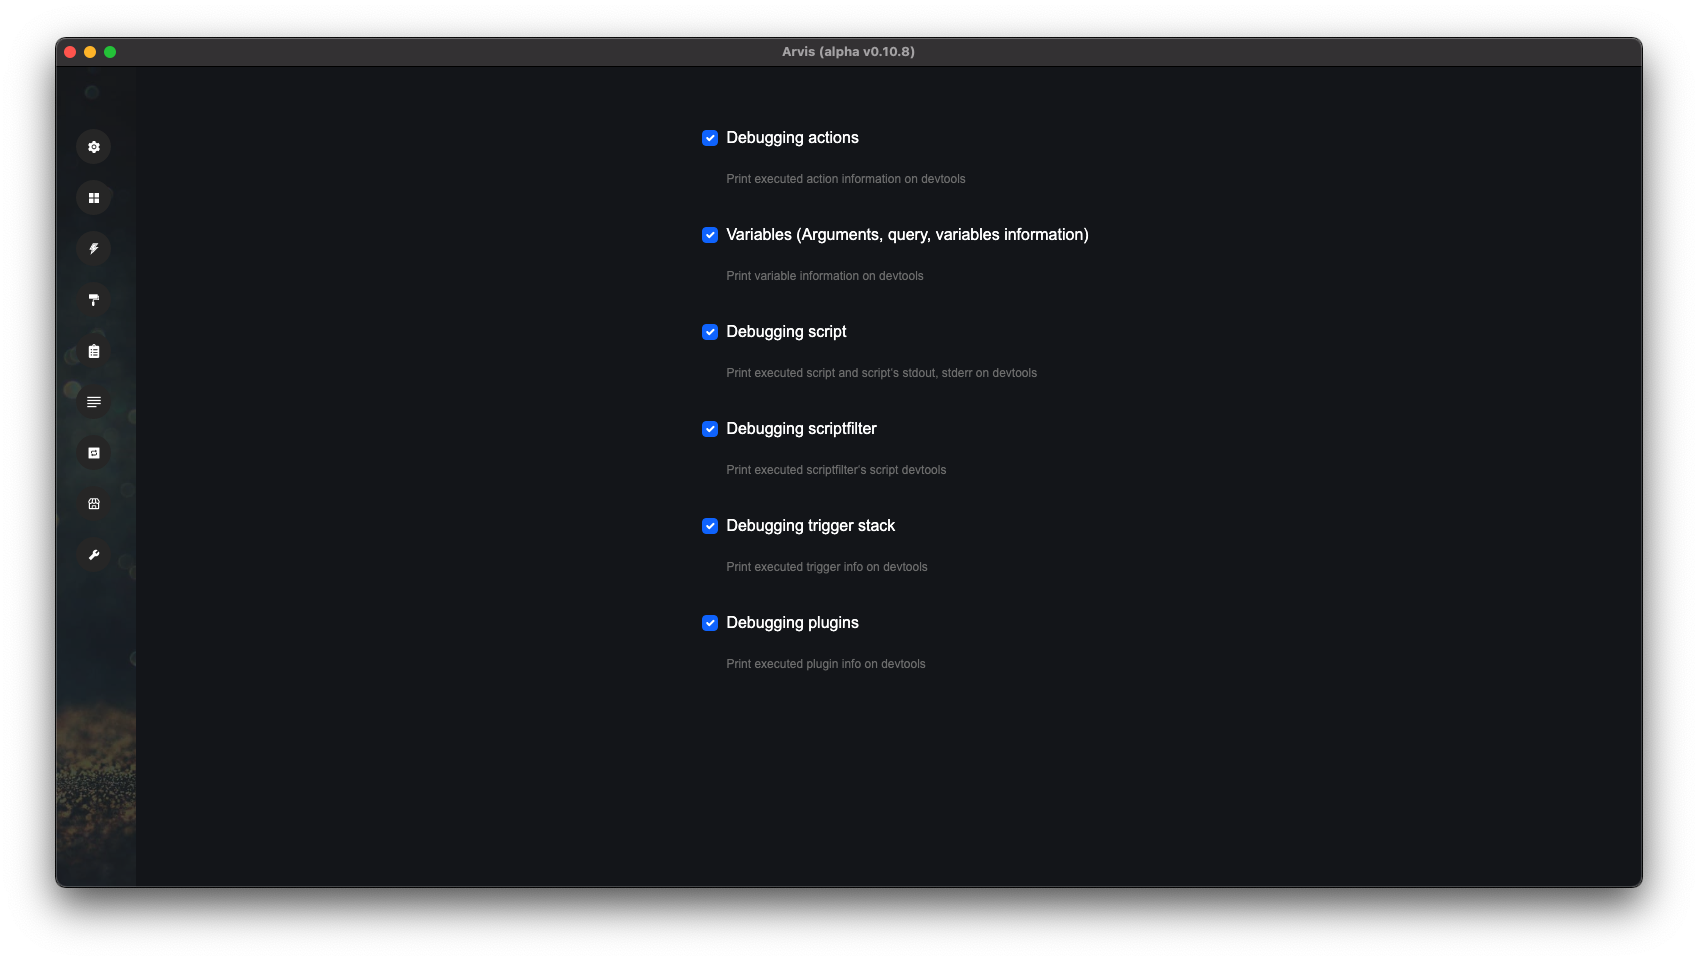 Arvis (alpha v0.10.8)
Debugging actions
Print executed action information on devtools
Variables (Arguments, query, variables information)
Print variable information on devtools
Debugging script
Print executed script and script's stdout, stderr on devtools
Debugging scriptfilter
Print executed scriptfilter's script devtools
Debugging trigger stack
Print executed trigger info on devtools
Debugging plugins
Print executed plugin info on devtools